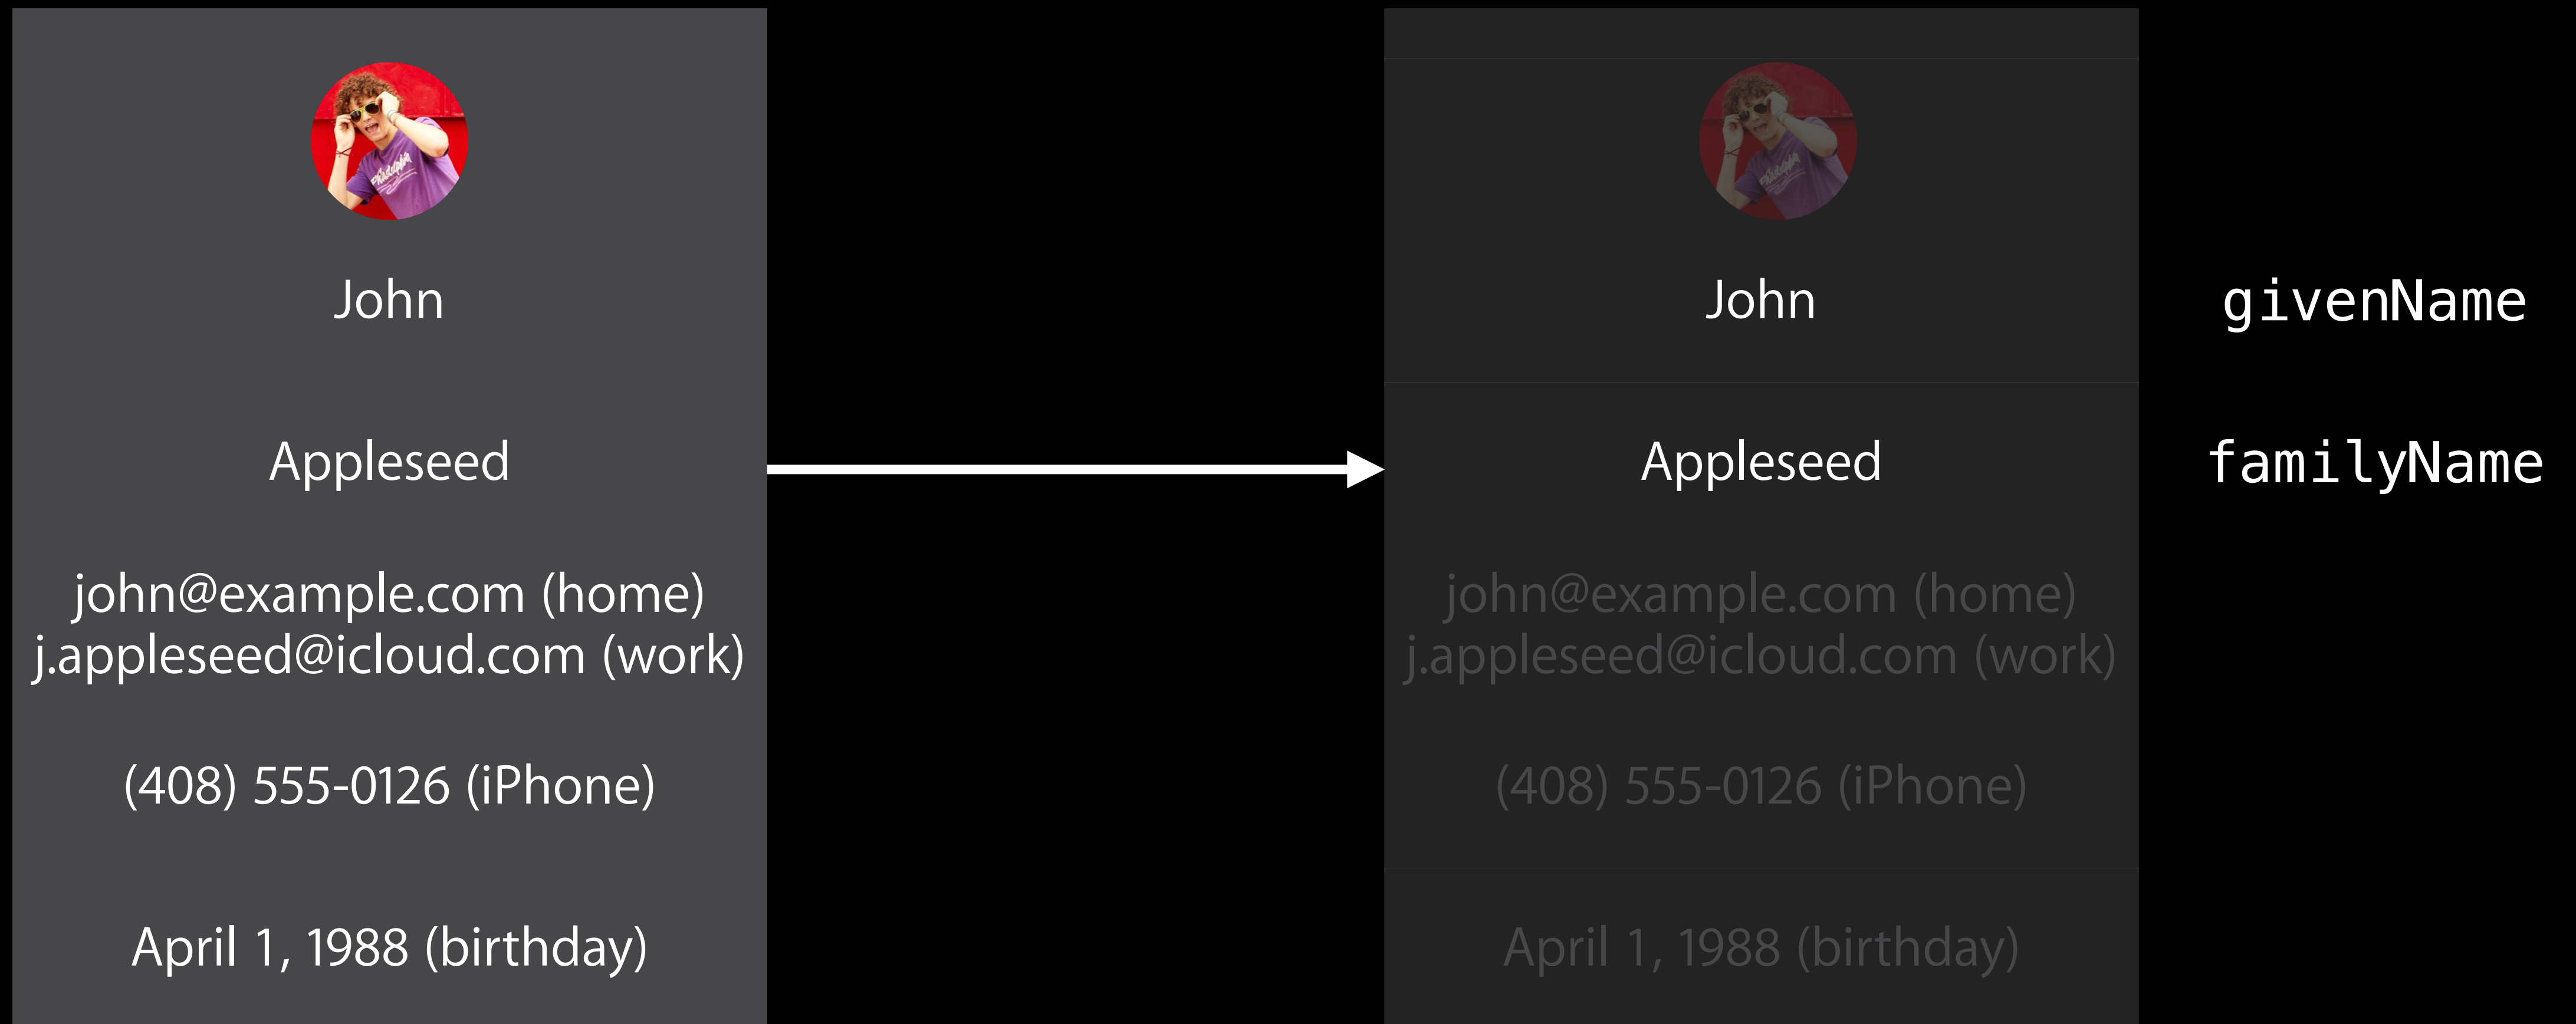 John
Appleseed
john@example.com (home)
j.appleseed@icloud.com (work)
(408) 555-0126 (iPhone)
April 1, 1988 (birthday)
John
givenName
Appleseed
familyName
john@example.com (home)
j.appleseed@icloud.com (work)
(408) 555-0126 (iPhone)
April 1, 1988 (birthday)